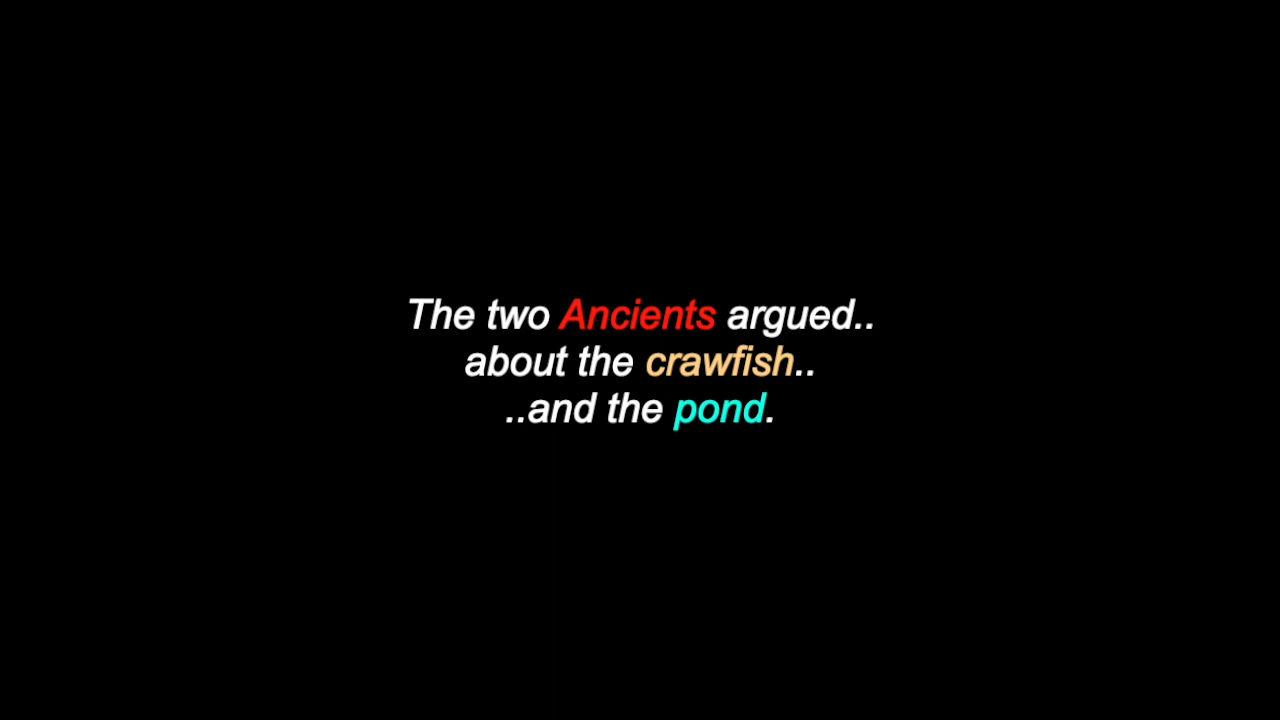 The two Ancients argued..
about the crawfish..
..and the pond.